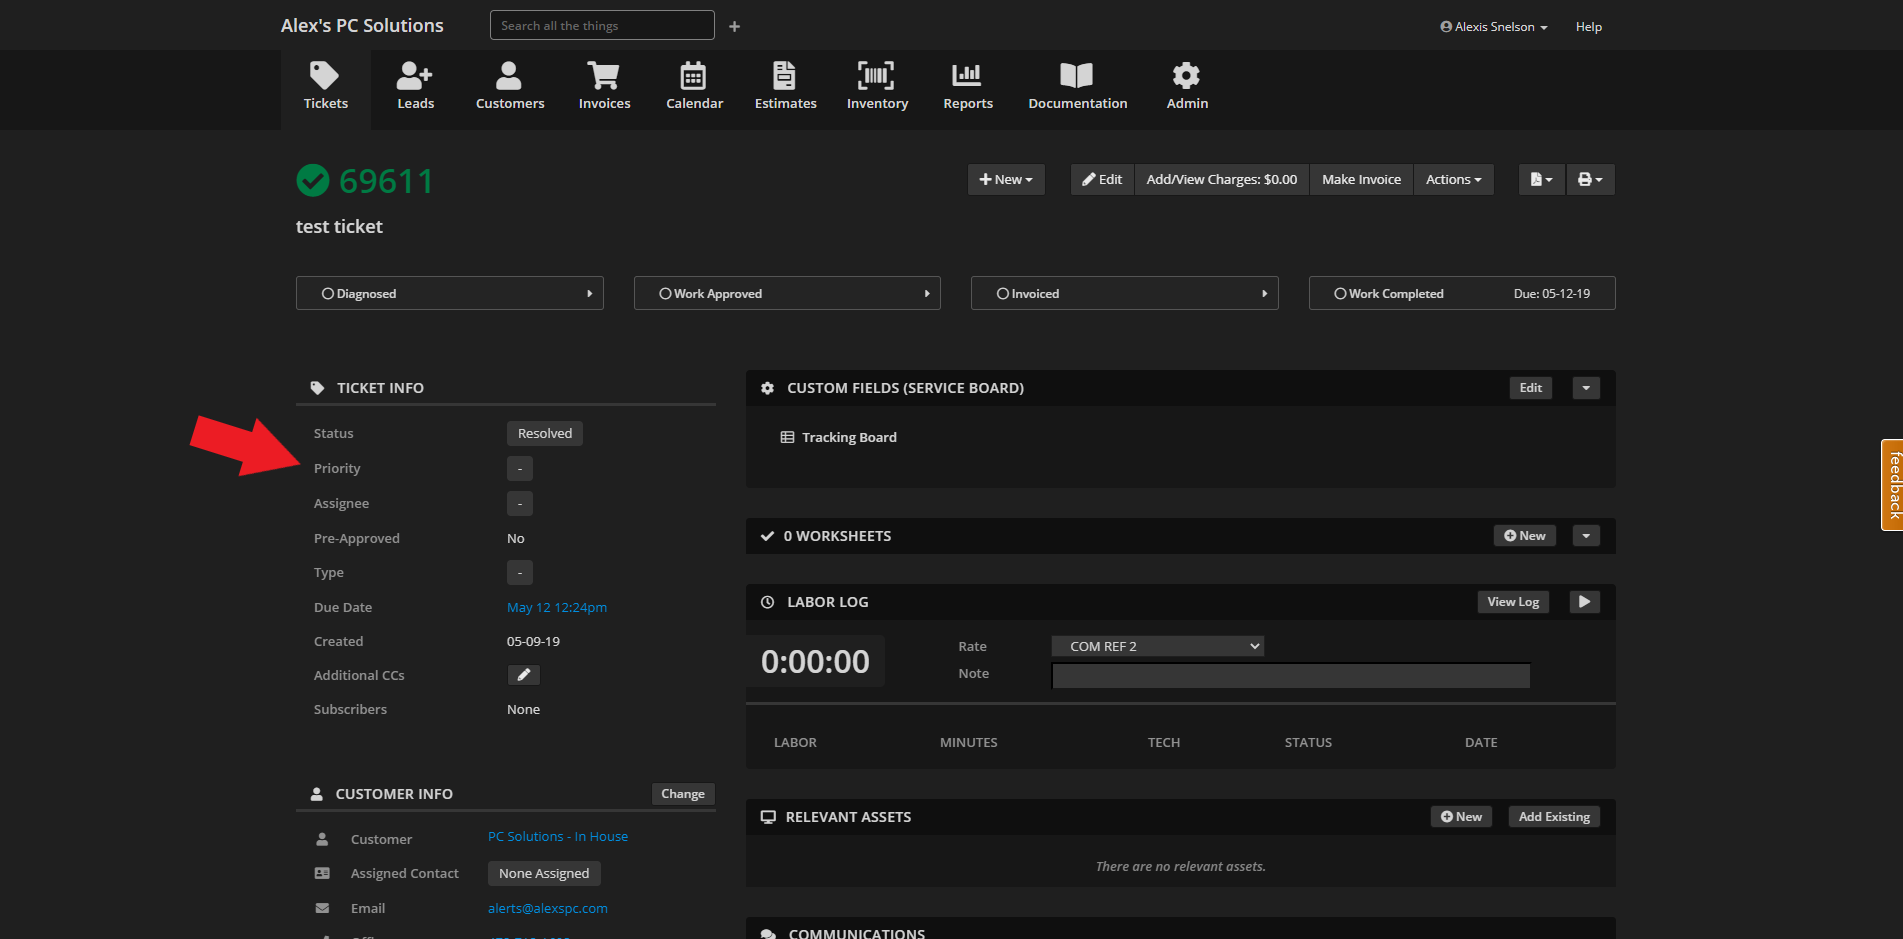 Alex's PC Solutions
Search all the things
Alexis Snelson
Help
Tickets
Leads
Customers
Invoices
Calendar
Estimates
Inventory
Reports
Documentation
Admin
69611
New
Edit
Add/View Charges: $0.00
Make Invoice
Actions
test ticket
Diagnosed
Work Approved
Invoiced
Work Completed
Due: 05-12-19
TICKET INFO
Status
Resolved
Priority
-
Assignee
-
Pre-Approved
No
Type
-
Due Date
May 12 12:24pm
Created
05-09-19
Additional CCs
Subscribers
None
CUSTOMER INFO
Change
Customer
PC Solutions - In House
Assigned Contact
None Assigned
Email
alerts@alexspc.com
CUSTOM FIELDS (SERVICE BOARD)
Edit
Tracking Board
0 WORKSHEETS
New
LABOR LOG
View Log
0:00:00
Rate
COM REF 2
Note
LABOR
MINUTES
TECH
STATUS
DATE
RELEVANT ASSETS
New
Add Existing
There are no relevant assets.
COMMUNICATIONS
feedback